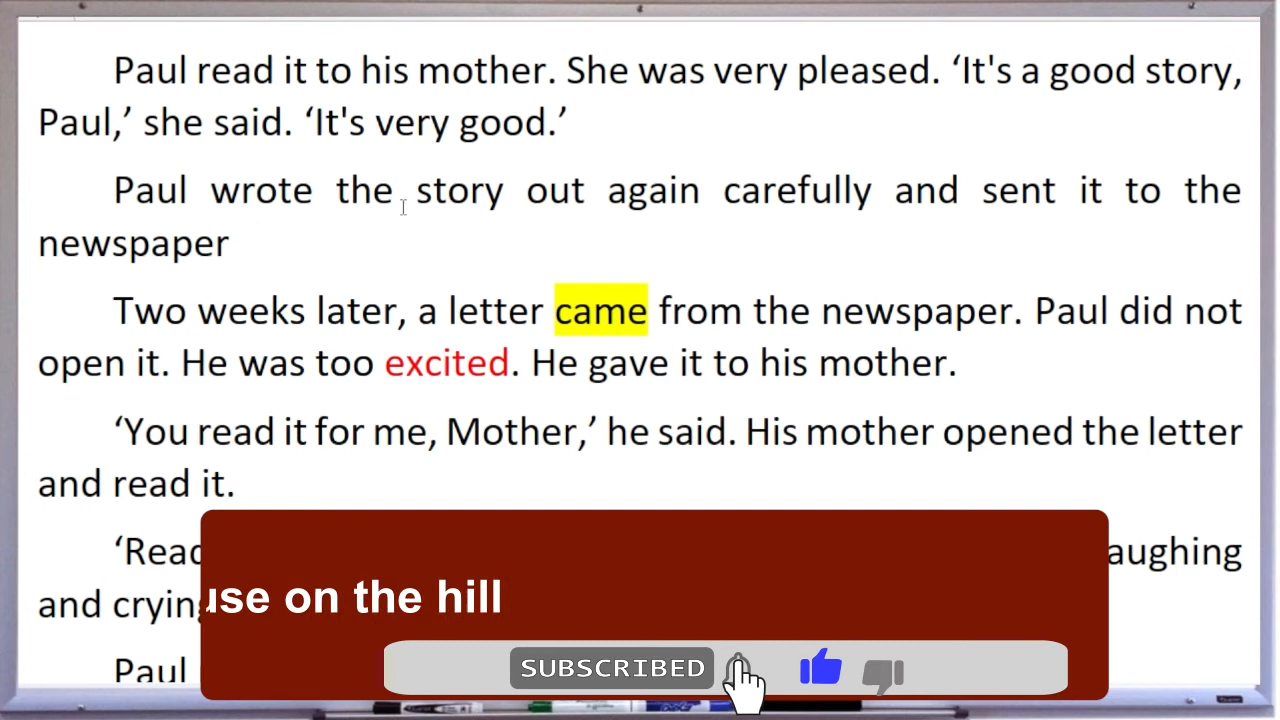 Paul read it to his mother. She was very pleased. ‘It's a good story,
Paul,’ she said. ‘It's very good.’
Paul wrote the story out again carefully and sent it to the
newspaper
Two weeks later, a letter came from the newspaper. Paul did not
open it. He was too excited. He gave it to his mother.
‘You read it for me, Mother,’ he said. His mother opened the letter
and read it.
‘Read
aughing
and crying
use on the hill
Paul
SUBSCRIBED